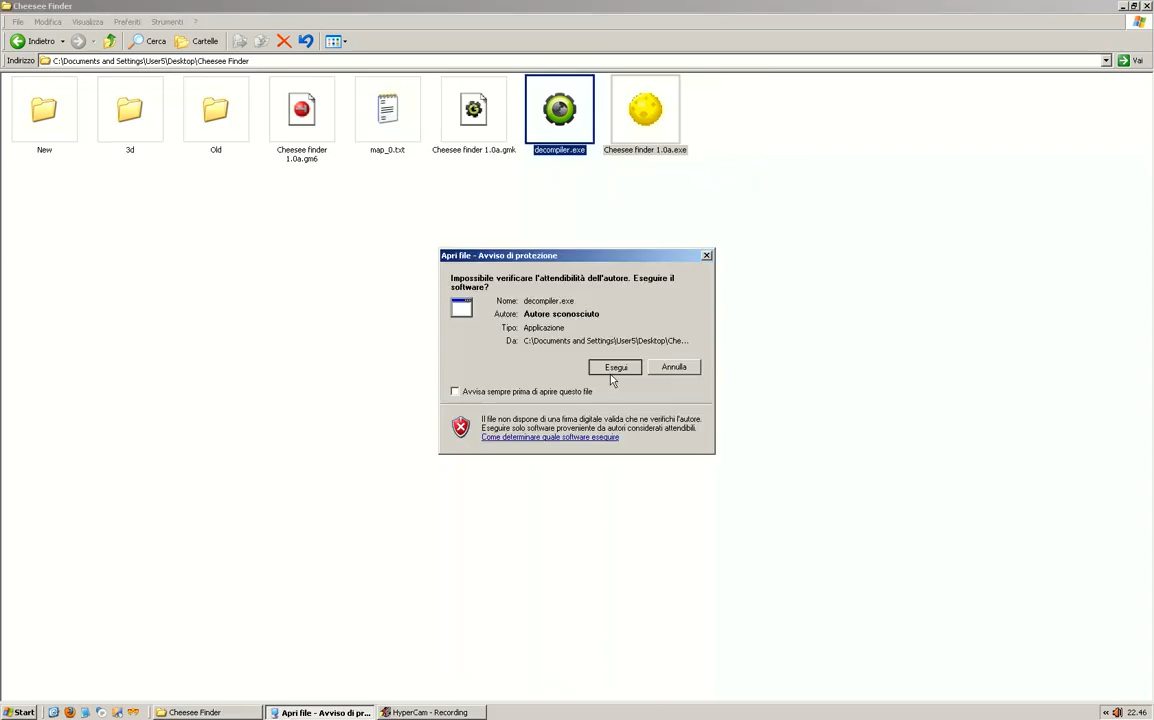 Cheesee Finder
File Modifica Visualizza Preferiti Strumenti ?
Indietro Cerca Cartelle
Indirizzo C:\Documents and Settings\User5\Desktop\Cheesee Finder Vai
New 3d Old Cheesee finder 1.0a.gm6 map_0.txt Cheesee finder 1.0a.gmk decompiler.exe Cheesee finder 1.0a.exe
Apri file - Avviso di protezione
Impossibile verificare l'attendibilità dell'autore. Eseguire il
software?
Nome: decompiler.exe
Autore: Autore sconosciuto
Tipo: Applicazione
Da: C:\Documents and Settings\User5\Desktop\Che...
Esegui Annulla
Avvisa sempre prima di aprire questo file
Il file non dispone di una firma digitale valida che ne verifichi l'autore.
Eseguire solo software proveniente da autori considerati attendibili.
Come determinare quale software eseguire
Start Cheesee Finder Apri file - Avviso di pr... HyperCam - Recording « 22.46